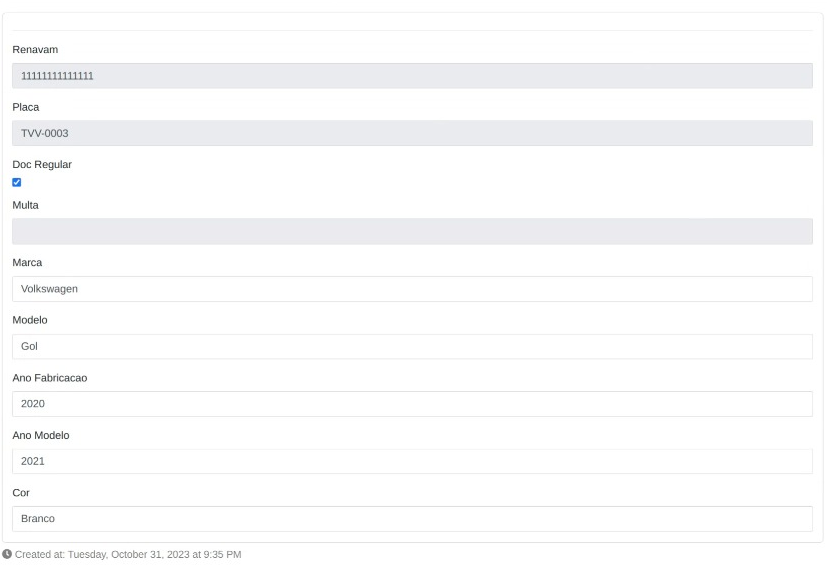 Renavam
11111111111111
Placa
TVV-0003
Doc Regular
Multa
Marca
Volkswagen
Modelo
Gol
Ano Fabricacao
2020
Ano Modelo
2021
Cor
Branco
Created at: Tuesday, October 31, 2023 at 9:35 PM